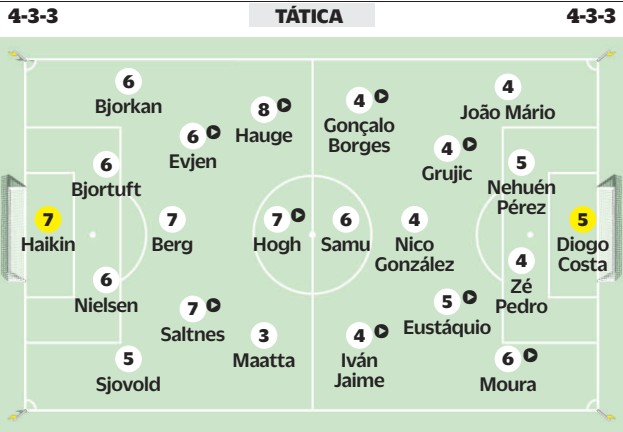 4-3-3 TÁTICA 4-3-3
6
Bjorkan
8
Hauge
6
Evjen
6
Bjortuft
7
Haikin
7
Berg
7
Hogh
6
Nielsen
7
Saltnes
3
Maatta
5
Sjovold
4
Gonçalo
Borges
4
João Mário
4
Grujic
5
Nehuén
Pérez
6
Samu
4
Nico
González
5
Diogo
Costa
4
Zé
Pedro
5
Eustáquio
4
Iván
Jaime
6
Moura